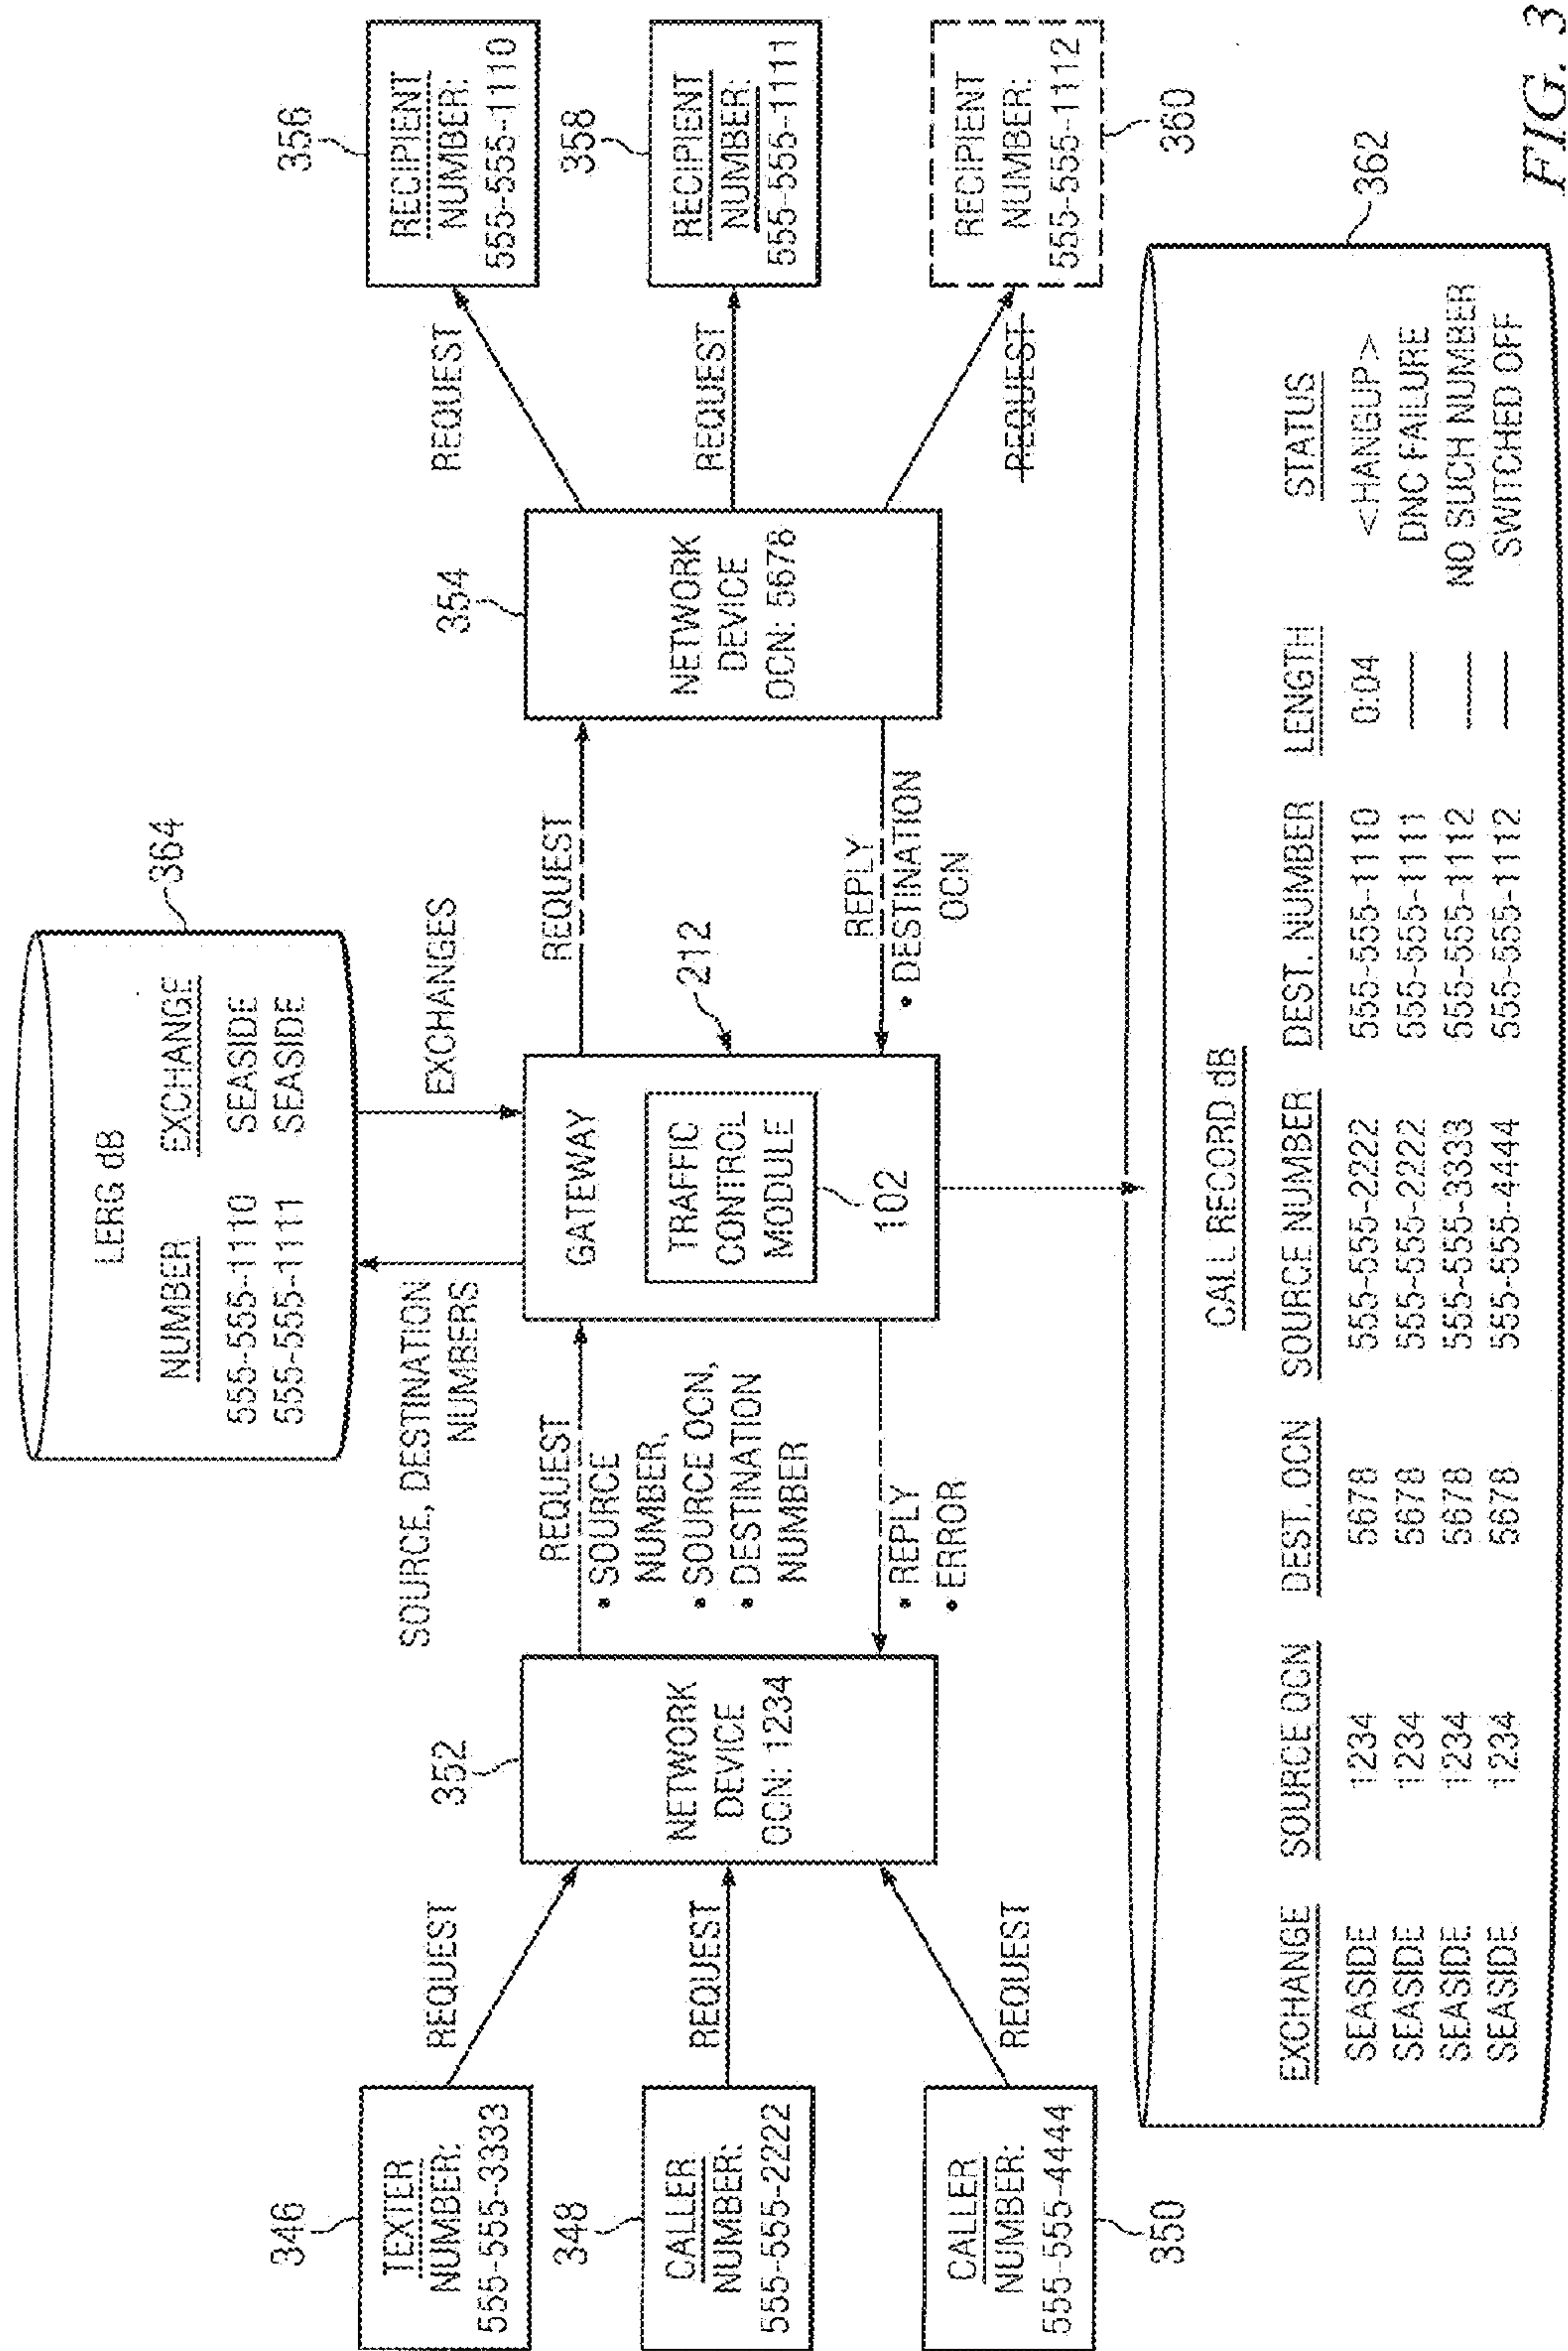 346
TEXTER
NUMBER:
555-555-3333
348
CALLER
NUMBER:
555-555-2222
CALLER
NUMBER:
555-555-4444
350
REQUEST
REQUEST
REQUEST
352
NETWORK
DEVICE
OCN: 1234
SOURCE, DESTINATION
NUMBERS
REQUEST
• SOURCE
NUMBER,
• SOURCE OCN,
• DESTINATION
NUMBER
• REPLY
• ERROR
LERG dB
NUMBER EXCHANGE
555-555-1110 SEASIDE
555-555-1111 SEASIDE
364
EXCHANGES
GATEWAY
TRAFFIC
CONTROL
MODULE
102
212
REQUEST
REPLY
• DESTINATION
OCN
354
NETWORK
DEVICE
OCN: 5678
REQUEST
REQUEST
REQUEST
356
RECIPIENT
NUMBER:
555-555-1110
358
RECIPIENT
NUMBER:
555-555-1111
RECIPIENT
NUMBER:
555-555-1112
360
CALL RECORD dB
EXCHANGE SOURCE OCN DEST. OCN SOURCE NUMBER DEST. NUMBER LENGTH STATUS
SEASIDE 1234 5678 555-555-2222 555-555-1110 0:04 <HANGUP>
SEASIDE 1234 5678 555-555-2222 555-555-1111 — DNC FAILURE
SEASIDE 1234 5678 555-555-3333 555-555-1112 — NO SUCH NUMBER
SEASIDE 1234 5678 555-555-4444 555-555-1112 — SWITCHED OFF
362
FIG. 3